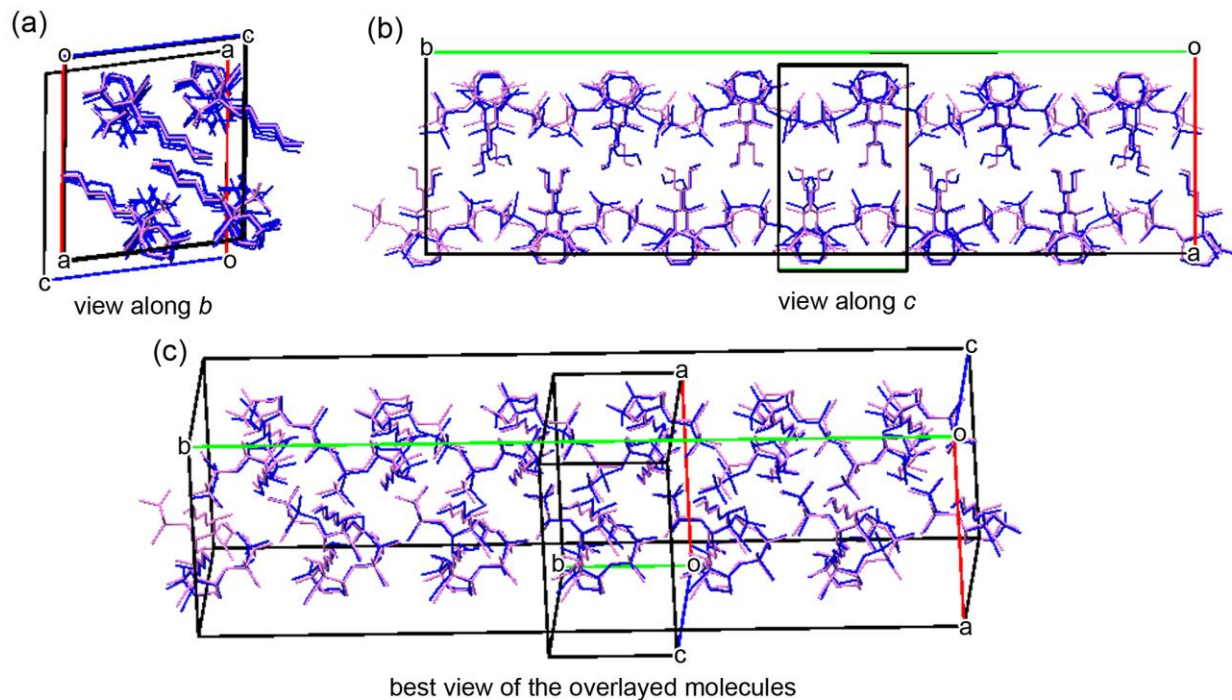 (a)
o
c
a
a
c
o
view along b
(b)
b
o
a
view along c
(c)
a
c
b
o
b
o
c
a
best view of the overlayed molecules